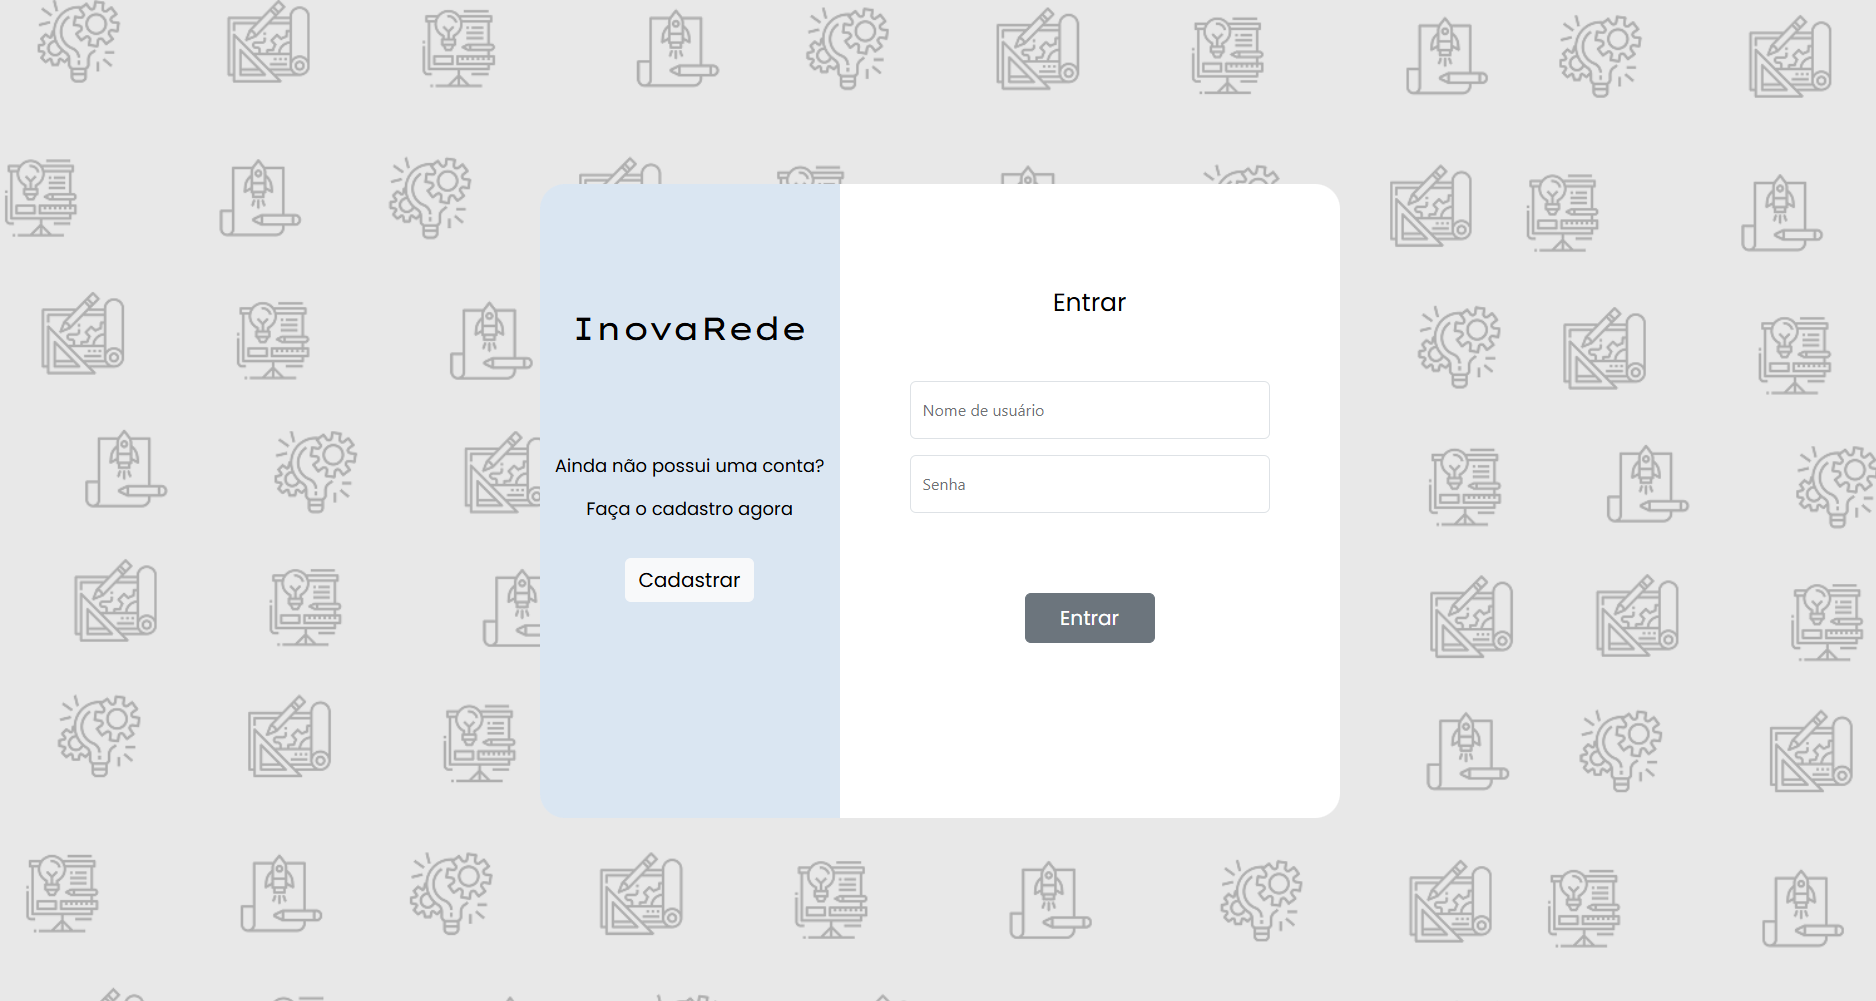 InovaRede
Ainda não possui uma conta?
Faça o cadastro agora
Cadastrar
Entrar
Nome de usuário
Senha
Entrar